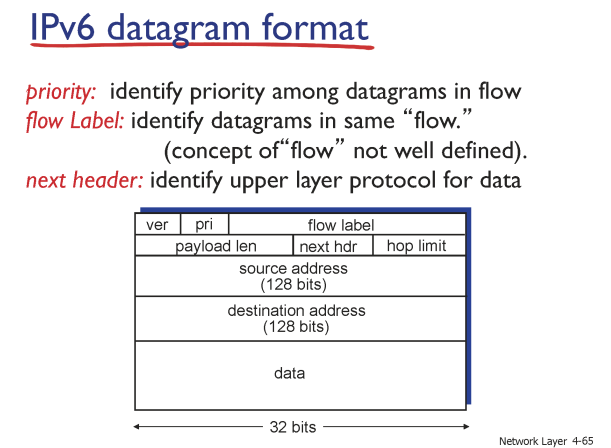 IPv6 datagram format
priority: identify priority among datagrams in flow
flow Label: identify datagrams in same “flow.”
(concept of“flow” not well defined).
next header: identify upper layer protocol for data
ver pri flow label
payload len next hdr hop limit
source address
(128 bits)
destination address
(128 bits)
data
32 bits
Network Layer 4-65